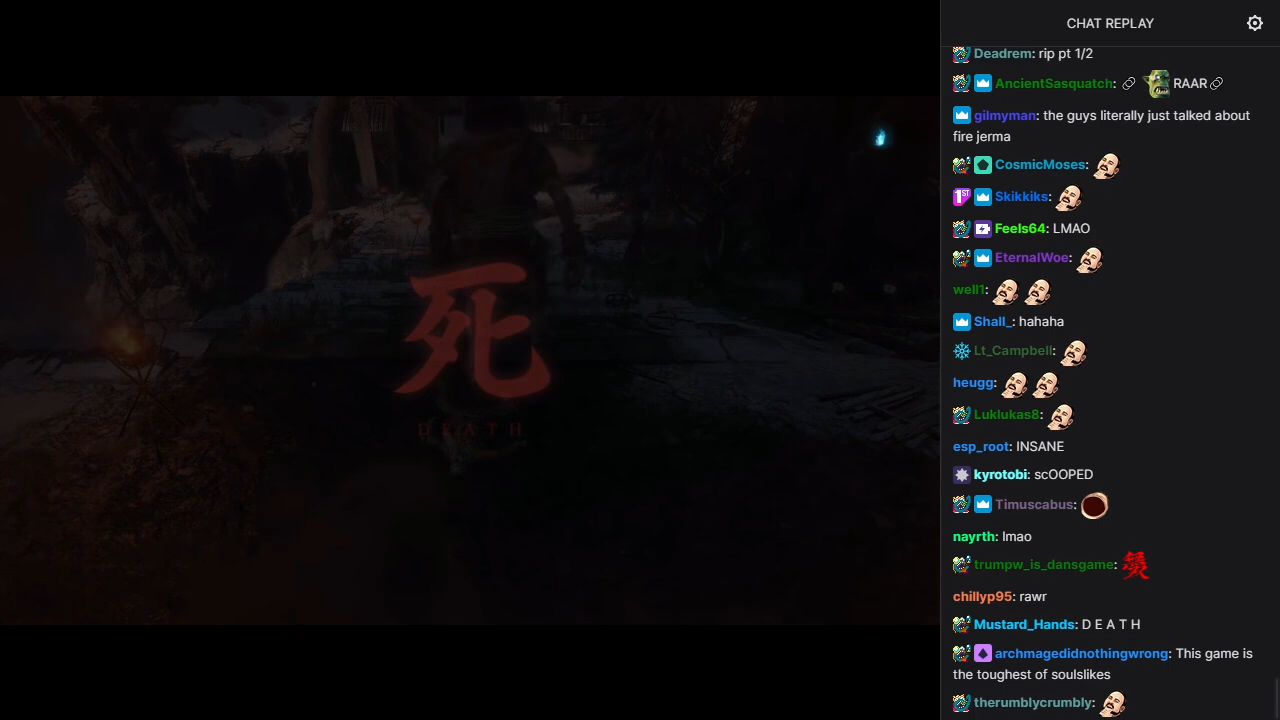 CHAT REPLAY
Deadrem: rip pt 1/2
AncientSasquatch: RAAR
gilmyman: the guys literally just talked about
fire jerma
CosmicMoses:
1ST Skikkiks:
Feels64: LMAO
EternalWoe:
well1:
Shall_: hahaha
Lt_Campbell:
heugg:
Luklukas8:
esp_root: INSANE
kyrotobi: scOOPED
Timuscabus:
nayrth: lmao
trumpw_is_dansgame:
chillyp95: rawr
Mustard_Hands: D E A T H
archmagedidnothingwrong: This game is
the toughest of soulslikes
therumblycrumbly:
死
DEATH